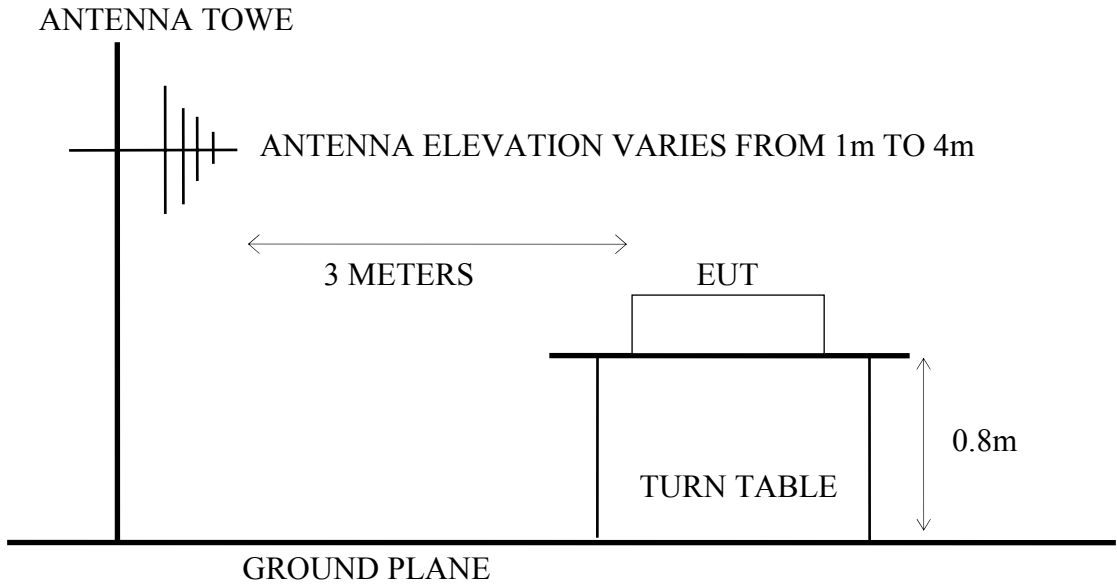 ANTENNA TOWE
ANTENNA ELEVATION VARIES FROM 1m TO 4m
3 METERS
EUT
0.8m
TURN TABLE
GROUND PLANE